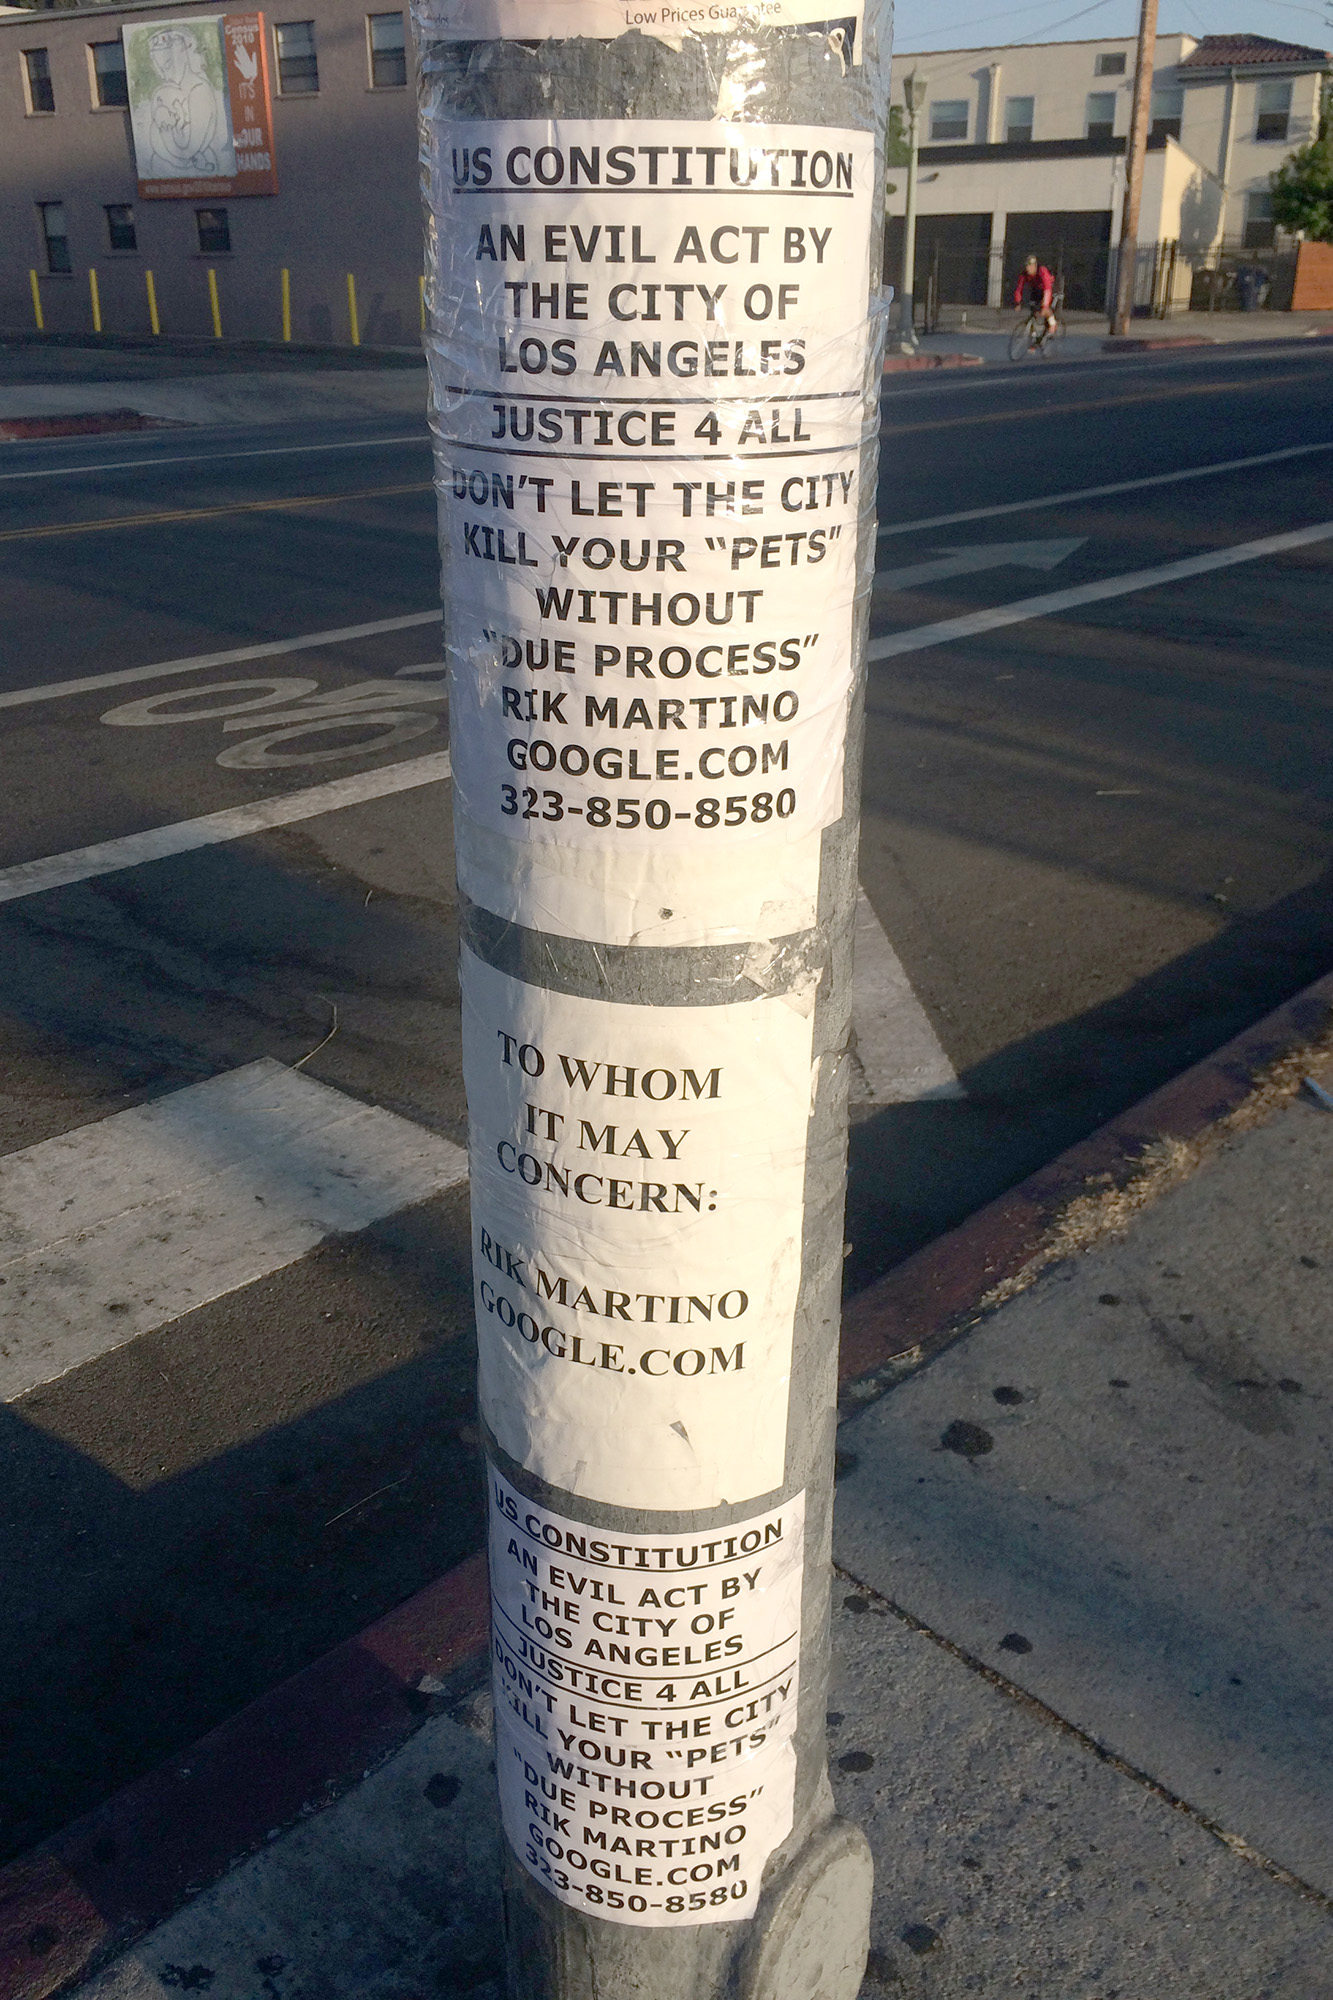 Low Prices Guarantee
Census
2010
IT'S
IN
OUR
HANDS
US CONSTITUTION
AN EVIL ACT BY
THE CITY OF
LOS ANGELES
JUSTICE 4 ALL
DON'T LET THE CITY
KILL YOUR “PETS”
WITHOUT
“DUE PROCESS”
RIK MARTINO
GOOGLE.COM
323-850-8580
TO WHOM
IT MAY
CONCERN:
RIK MARTINO
GOOGLE.COM
US CONSTITUTION
AN EVIL ACT BY
THE CITY OF
LOS ANGELES
JUSTICE 4 ALL
DON'T LET THE CITY
KILL YOUR “PETS”
WITHOUT
“DUE PROCESS”
RIK MARTINO
GOOGLE.COM
323-850-8580